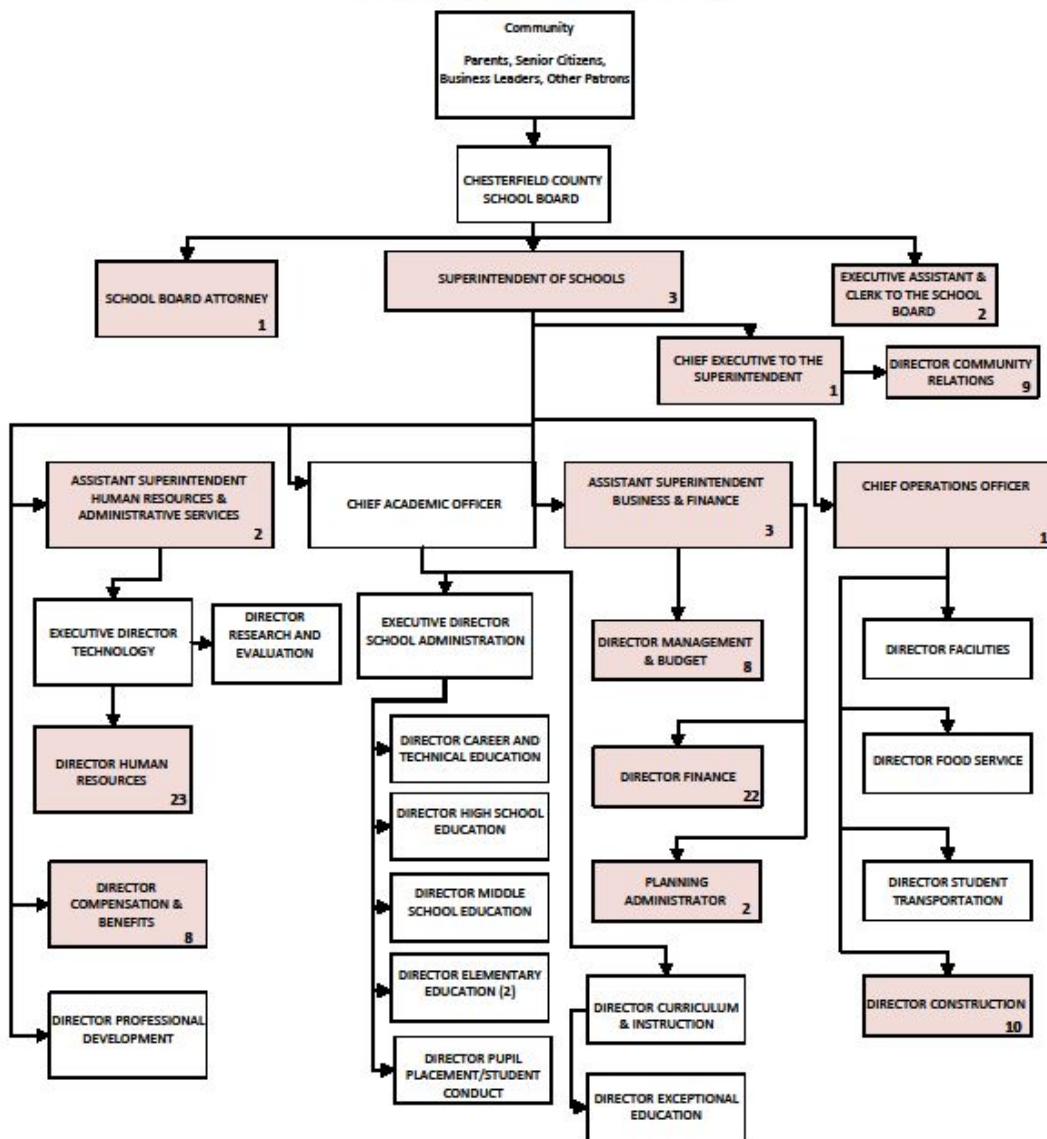 Community
Parents, Senior Citizens,
Business Leaders, Other Patrons
CHESTERFIELD COUNTY
SCHOOL BOARD
SCHOOL BOARD ATTORNEY
1
SUPERINTENDENT OF SCHOOLS
3
EXECUTIVE ASSISTANT &
CLERK TO THE SCHOOL
BOARD
2
CHIEF EXECUTIVE TO THE
SUPERINTENDENT
1
DIRECTOR COMMUNITY
RELATIONS
9
ASSISTANT SUPERINTENDENT
HUMAN RESOURCES &
ADMINISTRATIVE SERVICES
2
CHIEF ACADEMIC OFFICER
ASSISTANT SUPERINTENDENT
BUSINESS & FINANCE
3
CHIEF OPERATIONS OFFICER
1
EXECUTIVE DIRECTOR
TECHNOLOGY
DIRECTOR
RESEARCH AND
EVALUATION
EXECUTIVE DIRECTOR
SCHOOL ADMINISTRATION
DIRECTOR MANAGEMENT
& BUDGET
8
DIRECTOR FACILITIES
DIRECTOR HUMAN
RESOURCES
23
DIRECTOR CAREER AND
TECHNICAL EDUCATION
DIRECTOR FINANCE
22
DIRECTOR FOOD SERVICE
DIRECTOR HIGH SCHOOL
EDUCATION
DIRECTOR
COMPENSATION &
BENEFITS
8
DIRECTOR MIDDLE
SCHOOL EDUCATION
PLANNING
ADMINISTRATOR
2
DIRECTOR STUDENT
TRANSPORTATION
DIRECTOR ELEMENTARY
EDUCATION (2)
DIRECTOR CURRICULUM
& INSTRUCTION
DIRECTOR CONSTRUCTION
10
DIRECTOR PROFESSIONAL
DEVELOPMENT
DIRECTOR PUPIL
PLACEMENT/STUDENT
CONDUCT
DIRECTOR EXCEPTIONAL
EDUCATION